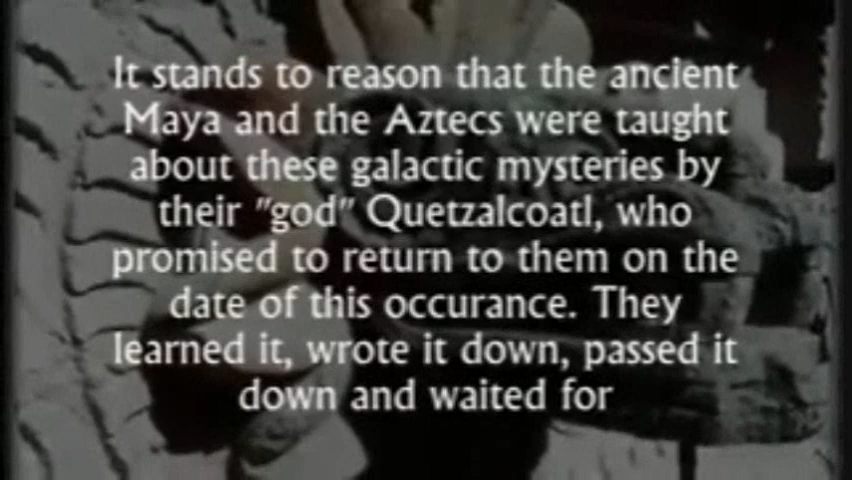 It stands to reason that the ancient
Maya and the Aztecs were taught
about these galactic mysteries by
their "god" Quetzalcoatl, who
promised to return to them on the
date of this occurance. They
learned it, wrote it down, passed it
down and waited for